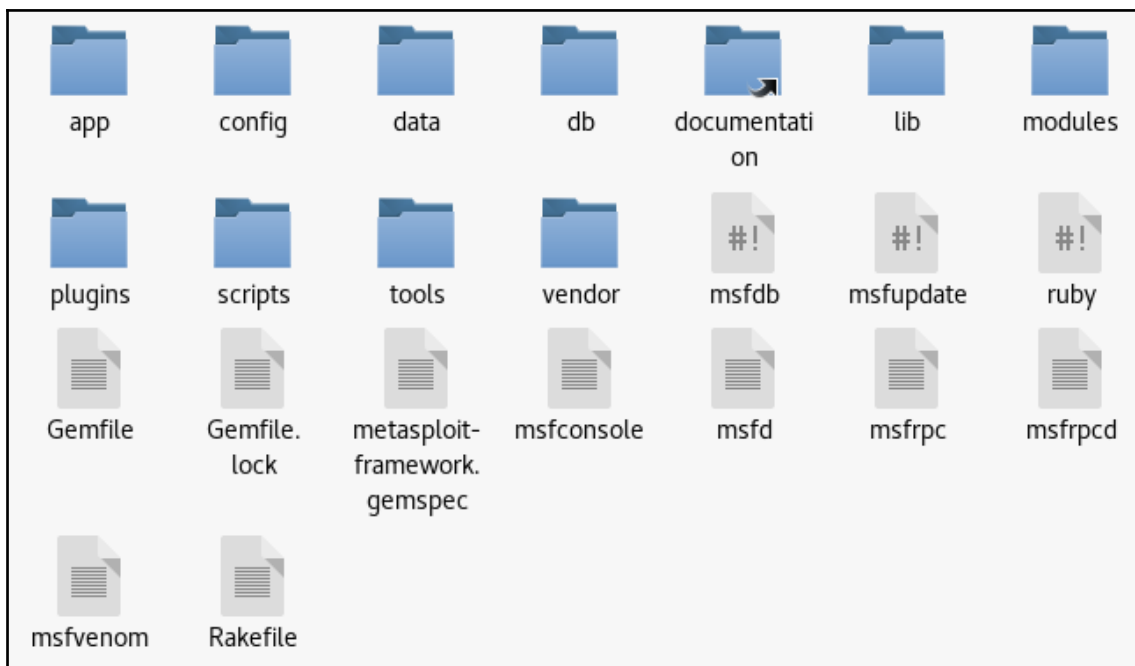 app config data db documentati lib modules
on
#! #! #!
plugins scripts tools vendor msfdb msfupdate ruby
Gemfile Gemfile. metasploit- msfconsole msfd msfrpc msfrpcd
lock framework.
gemspec
msfvenom Rakefile